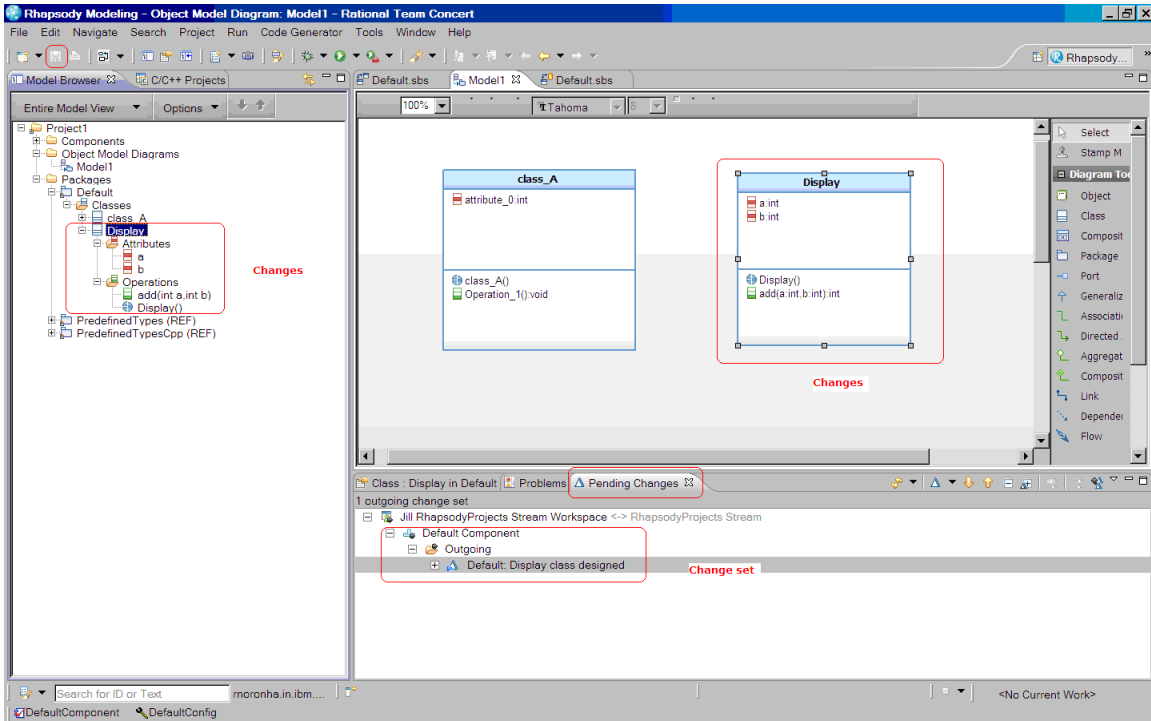 Rhapsody Modeling - Object Model Diagram: Model1 - Rational Team Concert
File Edit Navigate Search Project Run Code Generator Tools Window Help
Rhapsody...
Model Browser
C/C++ Projects
Default.sbs
Model1
Default.sbs
Entire Model View
Options
100%
Tahoma
8
Project1
Components
Object Model Diagrams
Model1
Packages
Default
Classes
class_A
Display
Attributes
a
b
Operations
add(int a,int b)
Display()
PredefinedTypes (REF)
PredefinedTypesCpp (REF)
Changes
class_A
attribute_0:int
class_A()
Operation_1():void
Display
a:int
b:int
Display()
add(a:int,b:int):int
Changes
Select
Stamp M
Diagram Too
Object
Class
Composit
Package
Port
Generaliz
Associati
Directed
Aggregat
Composit
Link
Depender
Flow
Class : Display in Default
Problems
Pending Changes
1 outgoing change set
Jill RhapsodyProjects Stream Workspace <-> RhapsodyProjects Stream
Default Component
Outgoing
Default: Display class designed
Change set
Search for ID or Text
moronha.in.ibm....
<No Current Work>
DefaultComponent
DefaultConfig